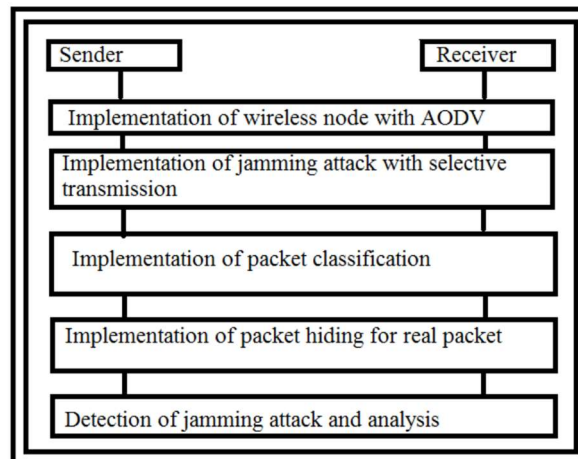 Sender
Receiver
Implementation of wireless node with AODV
Implementation of jamming attack with selective
transmission
Implementation of packet classification
Implementation of packet hiding for real packet
Detection of jamming attack and analysis